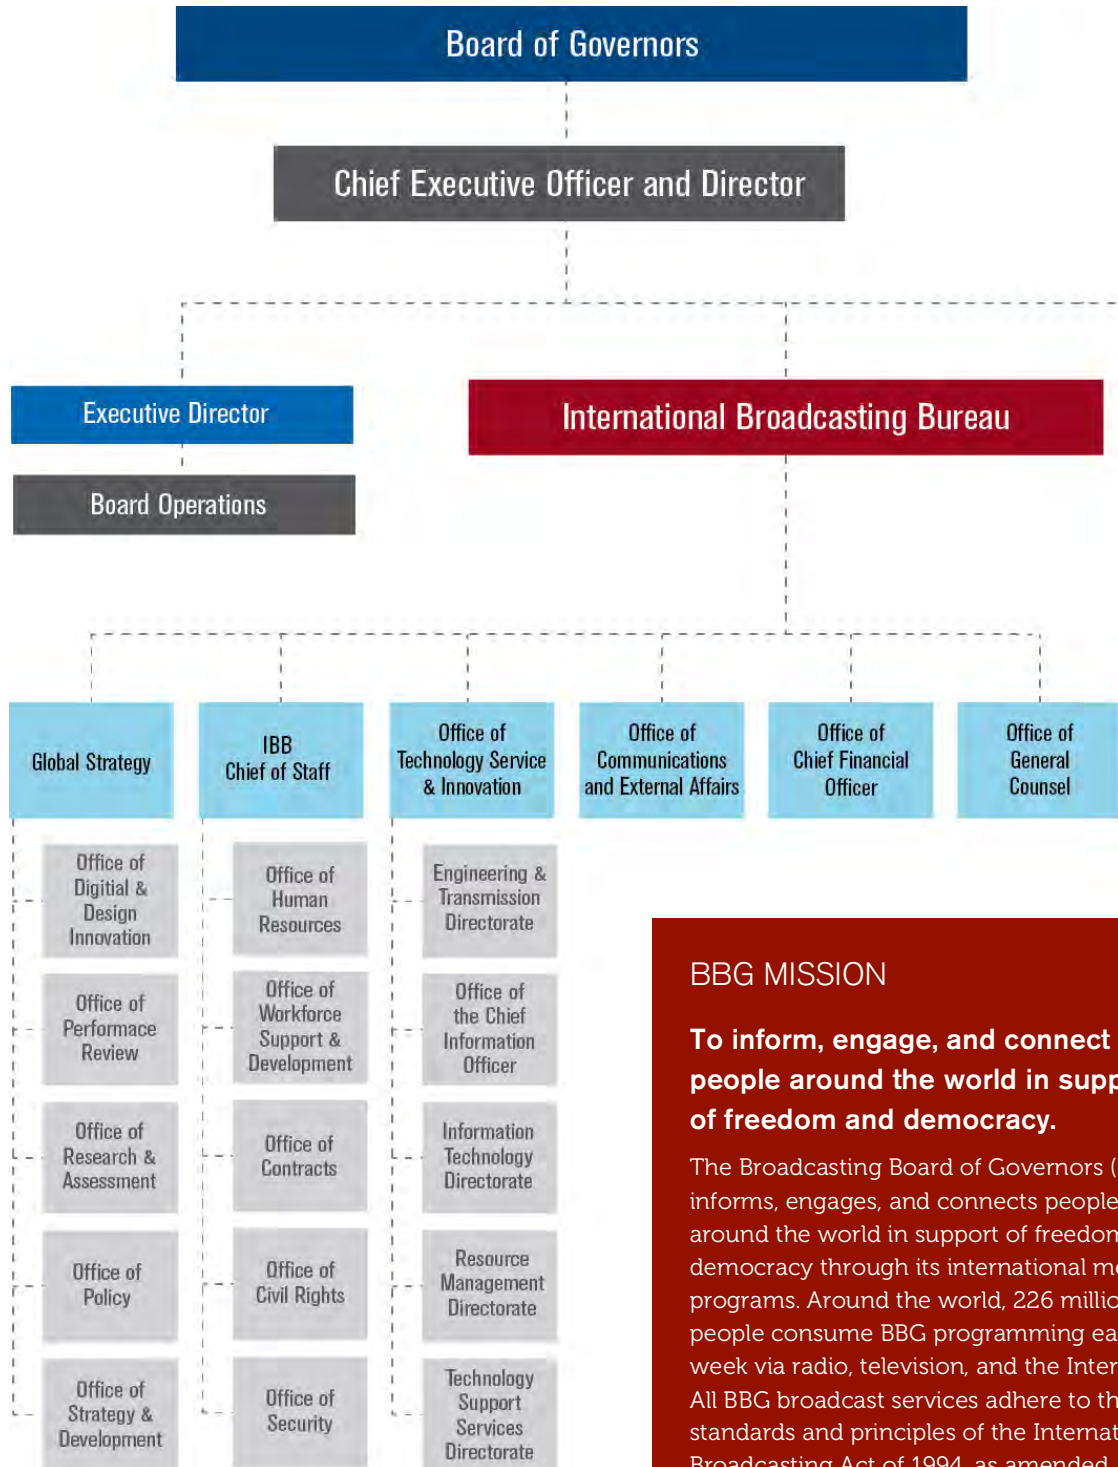 Board of Governors
Chief Executive Officer and Director
Executive Director
International Broadcasting Bureau
Board Operations
Global Strategy
IBB
Chief of Staff
Office of
Technology Service
& Innovation
Office of
Communications
and External Affairs
Office of
Chief Financial
Officer
Office of
General
Counsel
Office of
Digitial &
Design
Innovation
Office of
Human
Resources
Engineering &
Transmission
Directorate
Office of
Performace
Review
Office of
Workforce
Support &
Development
Office of
the Chief
Information
Officer
Office of
Research &
Assessment
Office of
Contracts
Information
Technology
Directorate
Office of
Policy
Office of
Civil Rights
Resource
Management
Directorate
Office of
Strategy &
Development
Office of
Security
Technology
Support
Services
Directorate
BBG MISSION
To inform, engage, and connect
people around the world in supp
of freedom and democracy.
The Broadcasting Board of Governors (
informs, engages, and connects people
around the world in support of freedom
democracy through its international me
programs. Around the world, 226 millio
people consume BBG programming ea
week via radio, television, and the Inter
All BBG broadcast services adhere to th
standards and principles of the Internat
Broadcasting Act of 1994, as amended